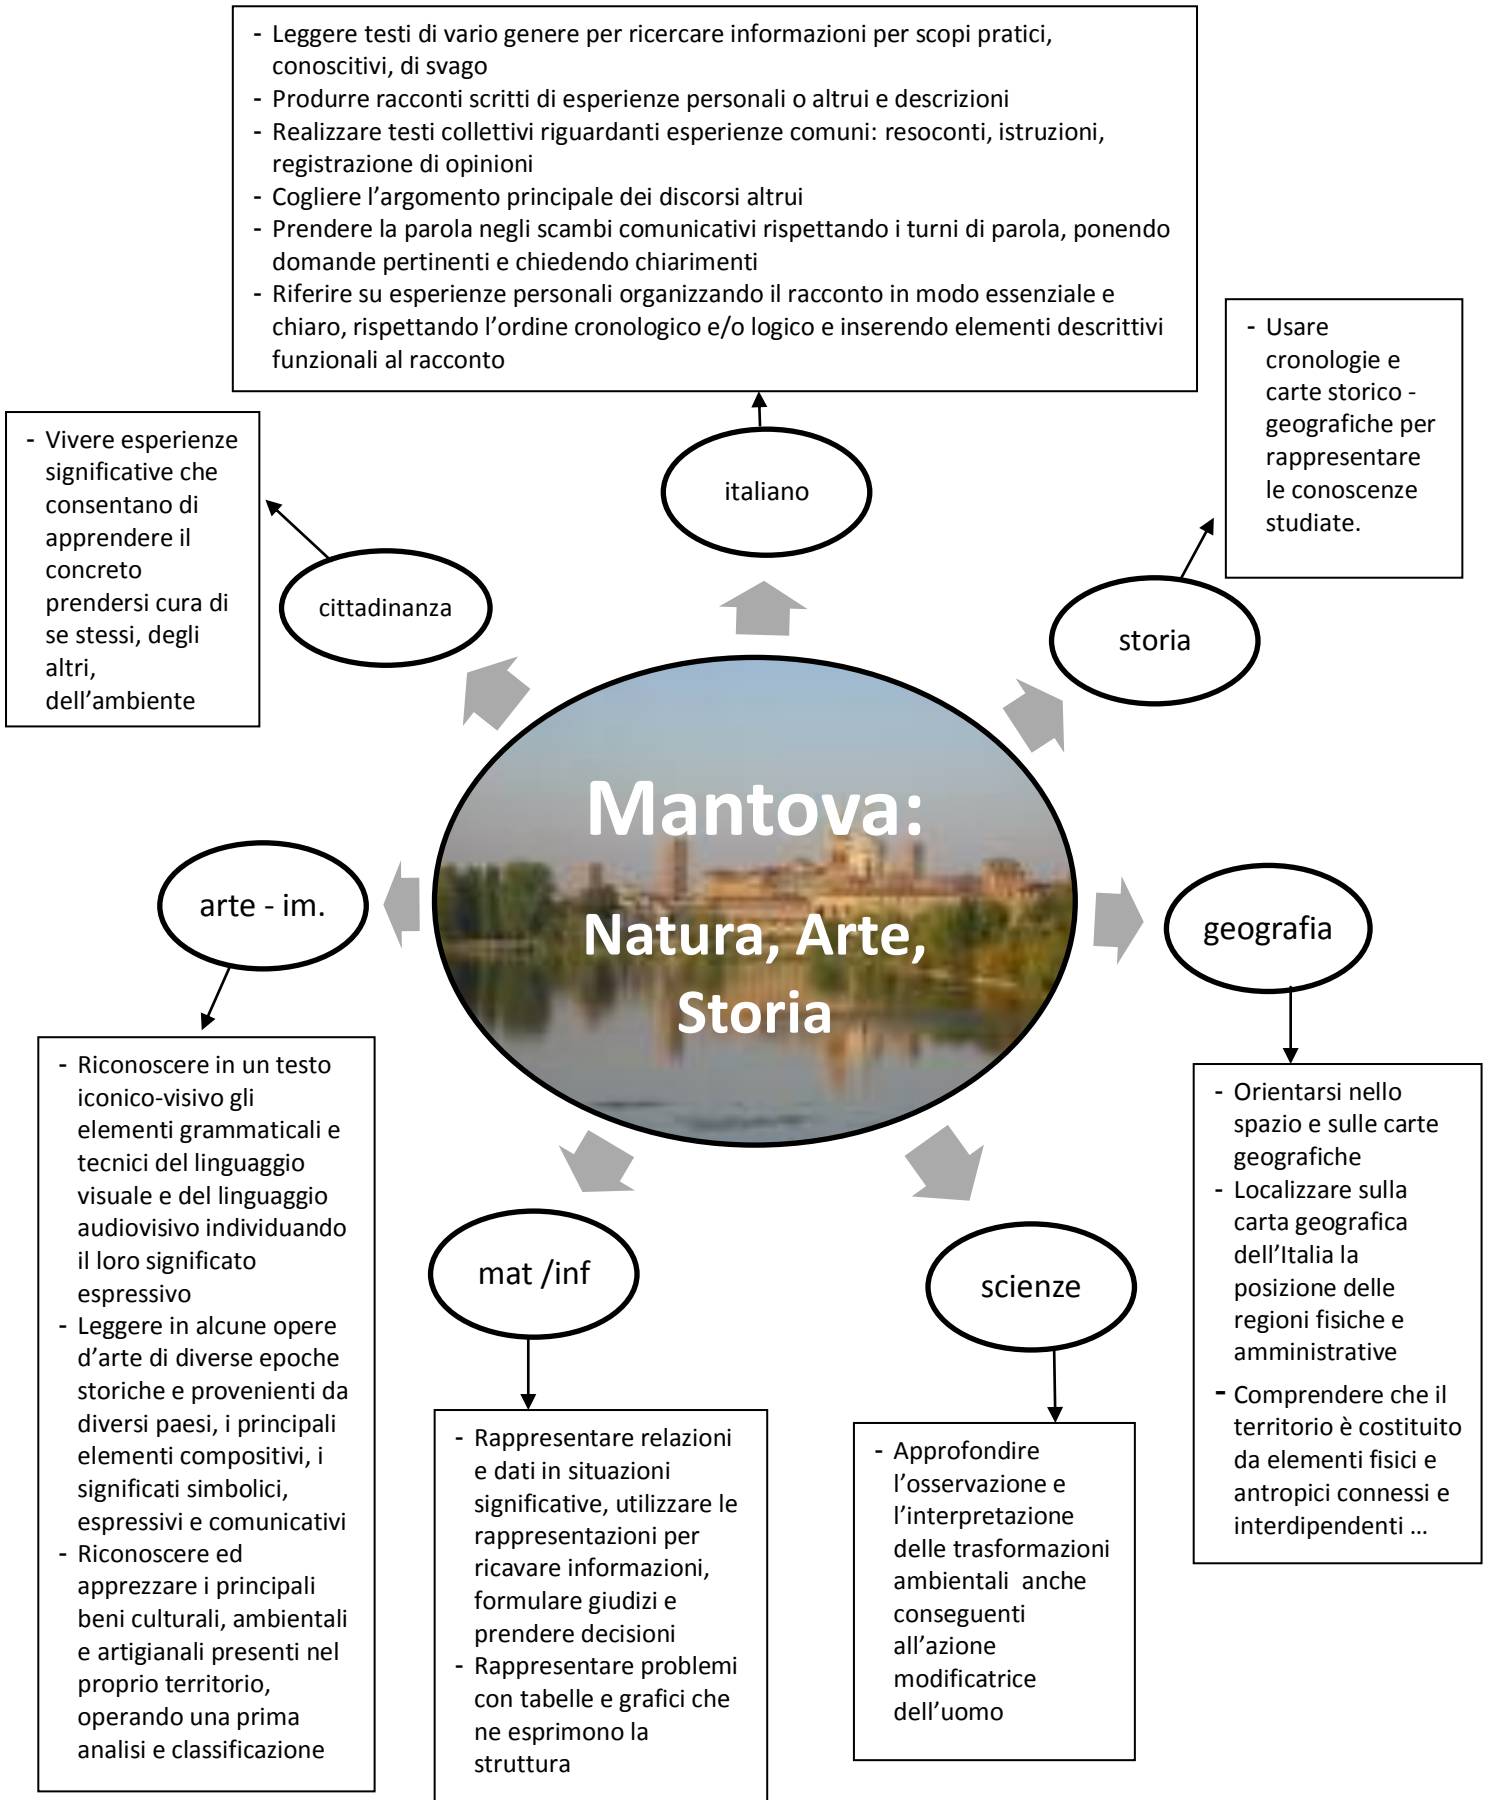 - Leggere testi di vario genere per ricercare informazioni per scopi pratici,
conoscitivi, di svago
- Produrre racconti scritti di esperienze personali o altrui e descrizioni
- Realizzare testi collettivi riguardanti esperienze comuni: resoconti, istruzioni,
registrazione di opinioni
- Cogliere l’argomento principale dei discorsi altrui
- Prendere la parola negli scambi comunicativi rispettando i turni di parola, ponendo
domande pertinenti e chiedendo chiarimenti
- Riferire su esperienze personali organizzando il racconto in modo essenziale e
chiaro, rispettando l’ordine cronologico e/o logico e inserendo elementi descrittivi
funzionali al racconto
italiano
- Usare
cronologie e
carte storico -
geografiche per
rappresentare
le conoscenze
studiate.
storia
- Vivere esperienze
significative che
consentano di
apprendere il
concreto
prendersi cura di
se stessi, degli
altri,
dell’ambiente
cittadinanza
Mantova:
Natura, Arte,
Storia
arte - im.
- Riconoscere in un testo
iconico-visivo gli
elementi grammaticali e
tecnici del linguaggio
visuale e del linguaggio
audiovisivo individuando
il loro significato
espressivo
- Leggere in alcune opere
d’arte di diverse epoche
storiche e provenienti da
diversi paesi, i principali
elementi compositivi, i
significati simbolici,
espressivi e comunicativi
- Riconoscere ed
apprezzare i principali
beni culturali, ambientali
e artigianali presenti nel
proprio territorio,
operando una prima
analisi e classificazione
mat /inf
- Rappresentare relazioni
e dati in situazioni
significative, utilizzare le
rappresentazioni per
ricavare informazioni,
formulare giudizi e
prendere decisioni
- Rappresentare problemi
con tabelle e grafici che
ne esprimono la
struttura
scienze
- Approfondire
l’osservazione e
l’interpretazione
delle trasformazioni
ambientali anche
conseguenti
all’azione
modificatrice
dell’uomo
geografia
- Orientarsi nello
spazio e sulle carte
geografiche
- Localizzare sulla
carta geografica
dell’Italia la
posizione delle
regioni fisiche e
amministrative
- Comprendere che il
territorio è costituito
da elementi fisici e
antropici connessi e
interdipendenti …